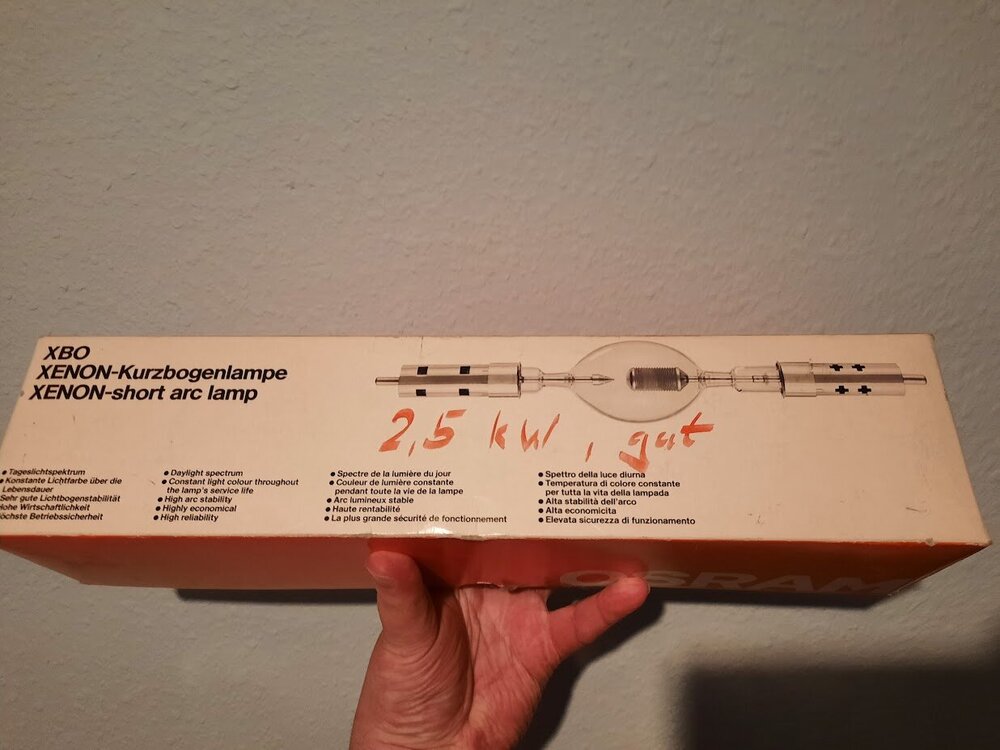 XBO
XENON-Kurzbogenlampe
XENON-short arc lamp
2,5 kW, gut
• Tageslichtspektrum
• Konstante Lichtfarbe über die
Lebensdauer
Sehr gute Lichtbogenstabilität
Hohe Wirtschaftlichkeit
Höchste Betriebssicherheit
• Daylight spectrum
• Constant light colour throughout
the lamp's service life
• High arc stability
• Highly economical
• High reliability
• Spectre de la lumière du jour
• Couleur de lumière constante
pendant toute la vie de la lampe
• Arc lumineux stable
• Haute rentabilité
• La plus grande sécurité de fonctionnement
• Spettro della luce diurna
• Temperatura di colore constante
per tutta la vita della lampada
• Alta stabilità dell'arco
• Alta economicita
• Elevata sicurezza di funzionamento
OSRAM